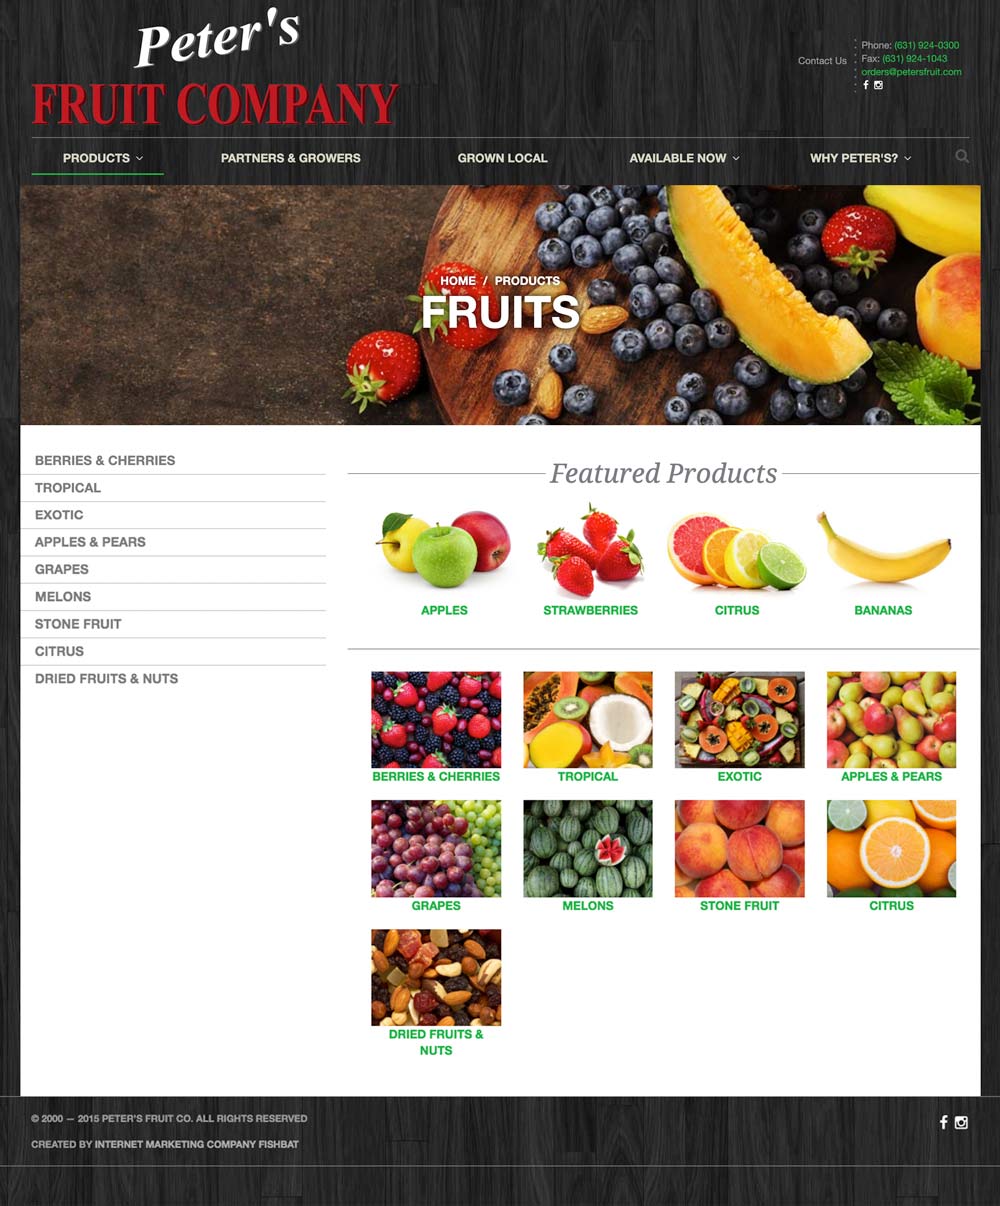 Peter's
FRUIT COMPANY
Contact Us
Phone: (631) 924-0300
Fax: (631) 924-1043
orders@petersfruit.com
PRODUCTS
PARTNERS & GROWERS
GROWN LOCAL
AVAILABLE NOW
WHY PETER'S?
HOME / PRODUCTS
FRUITS
BERRIES & CHERRIES
TROPICAL
EXOTIC
APPLES & PEARS
GRAPES
MELONS
STONE FRUIT
CITRUS
DRIED FRUITS & NUTS
Featured Products
APPLES
STRAWBERRIES
CITRUS
BANANAS
BERRIES & CHERRIES
TROPICAL
EXOTIC
APPLES & PEARS
GRAPES
MELONS
STONE FRUIT
CITRUS
DRIED FRUITS &
NUTS
© 2000 — 2015 PETER'S FRUIT CO. ALL RIGHTS RESERVED
CREATED BY INTERNET MARKETING COMPANY FISHBAT